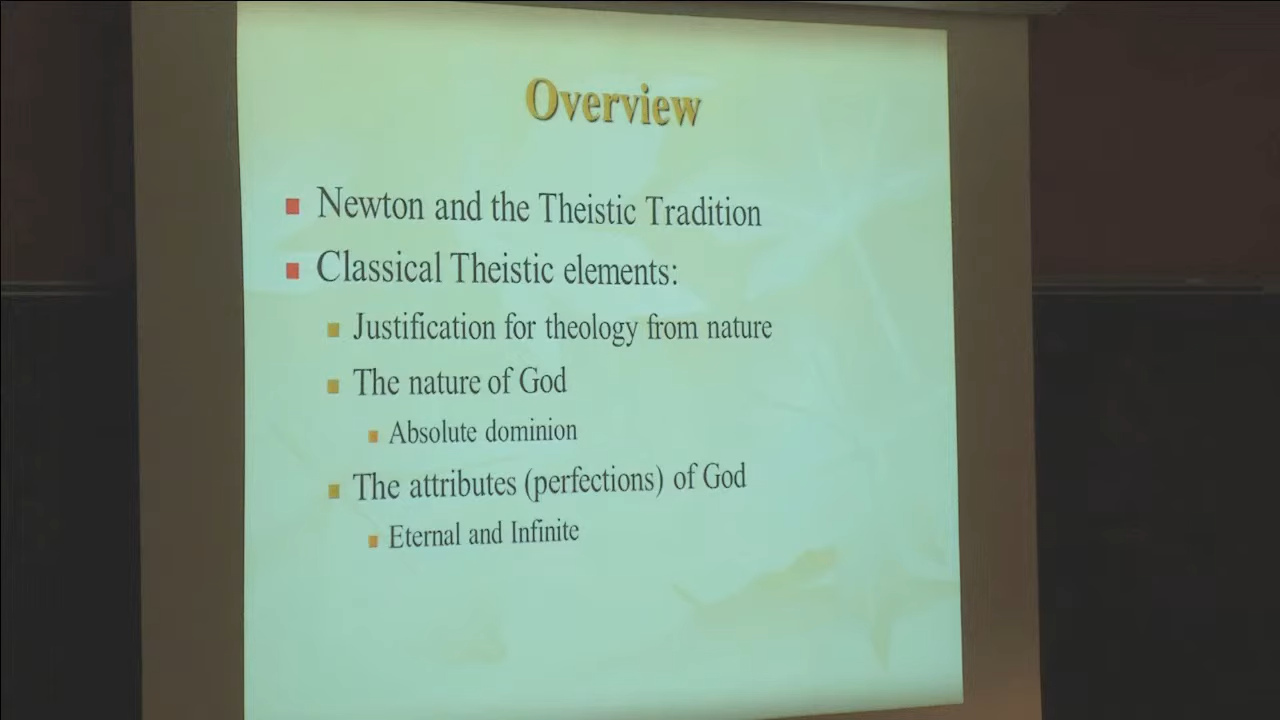 Overview
Newton and the Theistic Tradition
Classical Theistic elements:
Justification for theology from nature
The nature of God
Absolute dominion
The attributes (perfections) of God
Eternal and Infinite